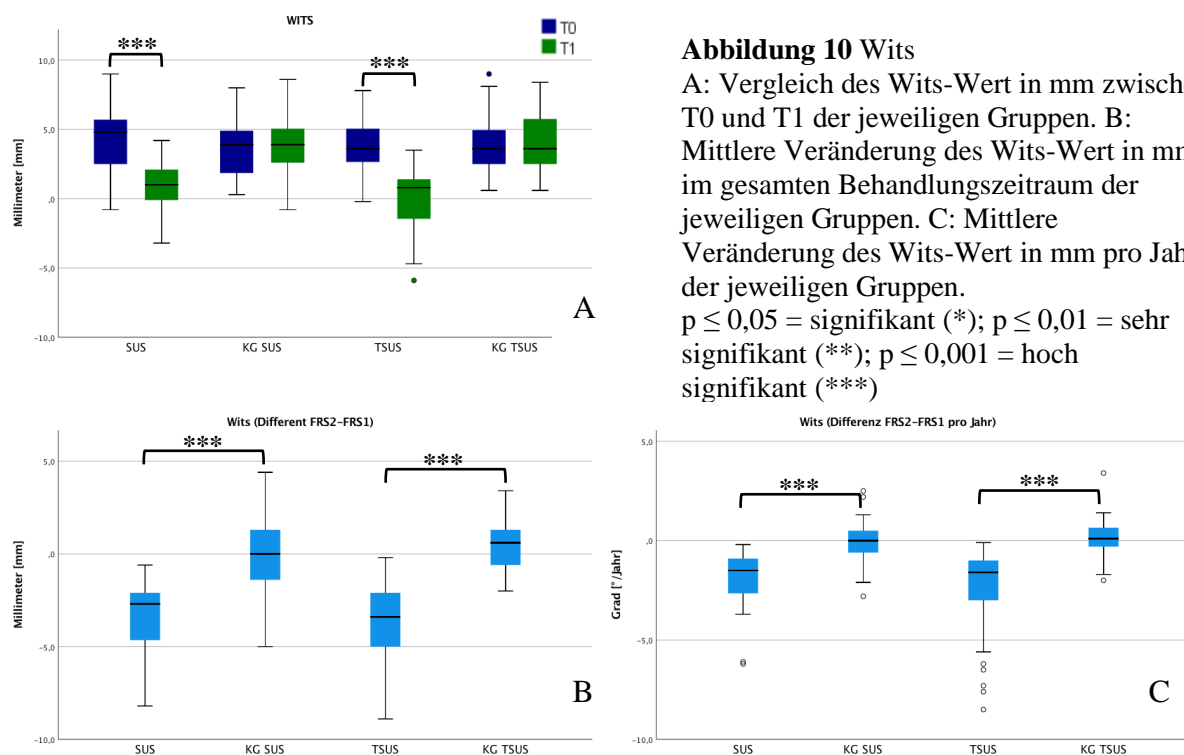 WITS
T0
T1
***
***
10,0
5,0
,0
-5,0
-10,0
Millimeter [mm]
SUS
KG SUS
TSUS
KG TSUS
A
Abbildung 10 Wits
A: Vergleich des Wits-Wert in mm zwisch
T0 und T1 der jeweiligen Gruppen. B:
Mittlere Veränderung des Wits-Wert in mm
im gesamten Behandlungszeitraum der
jeweiligen Gruppen. C: Mittlere
Veränderung des Wits-Wert in mm pro Jah
der jeweiligen Gruppen.
p ≤ 0,05 = signifikant (*); p ≤ 0,01 = sehr
signifikant (**); p ≤ 0,001 = hoch
signifikant (***)
Wits (Different FRS2-FRS1)
***
***
5,0
,0
-5,0
-10,0
Millimeter [mm]
SUS
KG SUS
TSUS
KG TSUS
B
Wits (Differenz FRS2-FRS1 pro Jahr)
***
***
5,0
,0
-5,0
-10,0
Grad [°/Jahr]
SUS
KG SUS
TSUS
KG TSUS
C